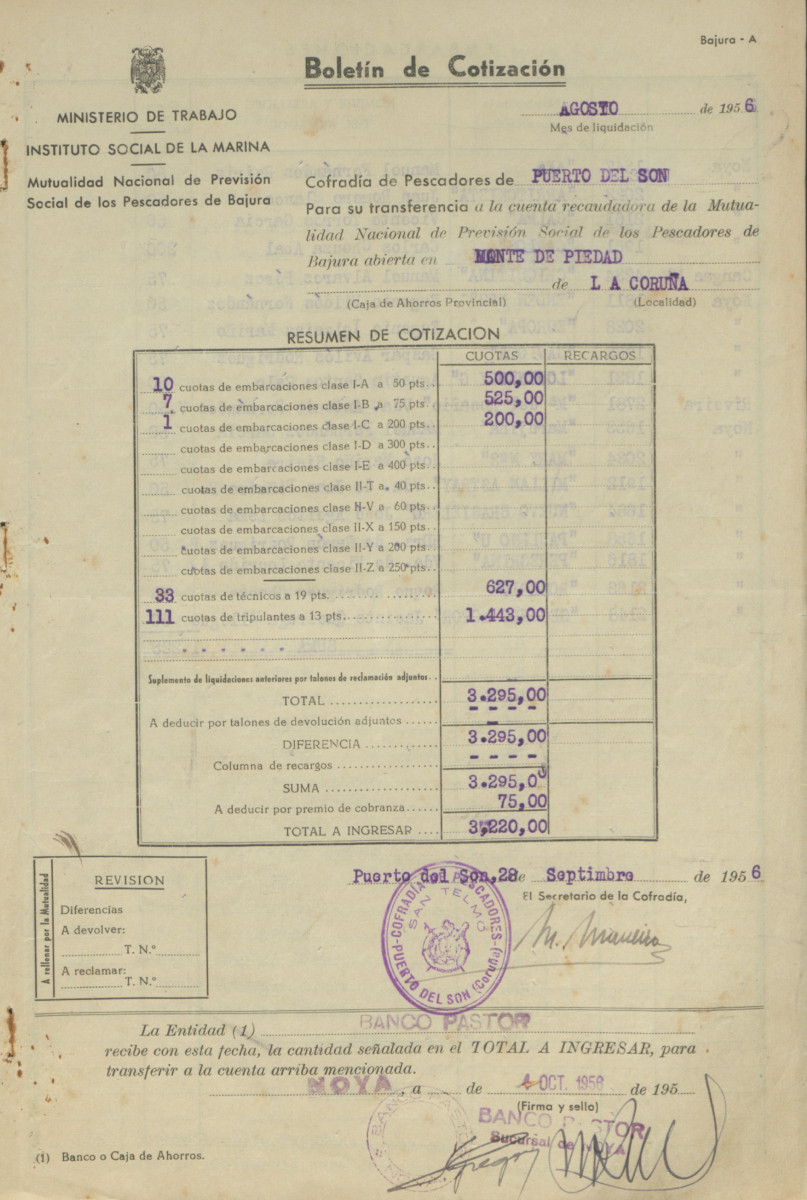 Bajura - A
Boletín de Cotización
MINISTERIO DE TRABAJO
INSTITUTO SOCIAL DE LA MARINA
Mutualidad Nacional de Previsión
Social de los Pescadores de Bajura
AGOSTO de 1956
Mes de liquidación
Cofradía de Pescadores de PUERTO DEL SON
Para su transferencia a la cuenta recaudadora de la Mutua-
lidad Nacional de Previsión Social de los Pescadores de
Bajura abierta en MONTE DE PIEDAD
de L A CORUÑA
(Caja de Ahorros Provincial) (Localidad)
RESUMEN DE COTIZACION
CUOTAS RECARGOS
10 cuotas de embarcaciones clase I-A a 50 pts.. 500,00
7 cuotas de embarcaciones clase I-B a 75 pts.. 525,00
1 cuotas de embarcaciones clase I-C a 200 pts.. 200,00
cuotas de embarcaciones clase I-D a 300 pts..
cuotas de embarcaciones clase I-E a 400 pts..
cuotas de embarcaciones clase II-T a 40 pts..
cuotas de embarcaciones clase II-V a 60 pts..
cuotas de embarcaciones clase II-X a 150 pts..
cuotas de embarcaciones clase II-Y a 200 pts..
cuotas de embarcaciones clase II-Z a 250 pts..
33 cuotas de técnicos a 19 pts. 627,00
111 cuotas de tripulantes a 13 pts. 1.443,00
Suplemento de liquidaciones anteriores por talones de reclamación adjuntos..
TOTAL 3.295,00
A deducir por talones de devolución adjuntos
DIFERENCIA 3.295,00
Columna de recargos
SUMA 3.295,00
A deducir por premio de cobranza 75,00
TOTAL A INGRESAR 3,220,00
A rellenar por la Mutualidad
REVISION
Diferencias
A devolver:
T. N.º
A reclamar:
T. N.º
Puerto del Son,28 de Septimbre de 1956
El Secretario de la Cofradía,
COFRADÍA DE PESCADORES
SAN TELMO
PUERTO DEL SON (Coruña)
La Entidad (1) BANCO PASTOR
recibe con esta fecha, la cantidad señalada en el TOTAL A INGRESAR, para
transferir a la cuenta arriba mencionada.
NOYA, a de 4 OCT. 1956 de 195
(Firma y sello)
BANCO PASTOR
Sucursal de NOYA
(1) Banco o Caja de Ahorros.